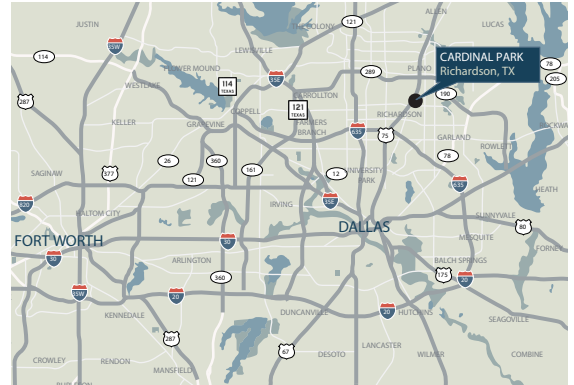 JUSTIN
ALLEN
THE COLONY
121
LUCAS
35W
LEWISVILLE
114
CARDINAL PARK
Richardson, TX
FLOWER MOUND
114
TEXAS
35E
289
PLANO
78
205
WESTLAKE
CARROLLTON
190
287
COPPELL
121
TEXAS
RICHARDSON
KELLER
GRAPEVINE
FARMERS
BRANCH
635
75
GARLAND
ROCKWA
ROWLETT
26
360
161
78
SAGINAW
377
121
12
UNIVERSITY
PARK
635
HEATH
820
HALTOM CITY
IRVING
35E
SUNNYVALE
FORT WORTH
30
DALLAS
80
MESQUITE
FORNEY
30
ARLINGTON
360
BALCH SPRINGS
175
20
35W
20
20
KENNEDALE
DUNCANVILLE
HUTCHINS
SEAGOVILLE
287
67
LANCASTER
CROWLEY
RENDON
MANSFIELD
DESOTO
WILMER
COMBINE